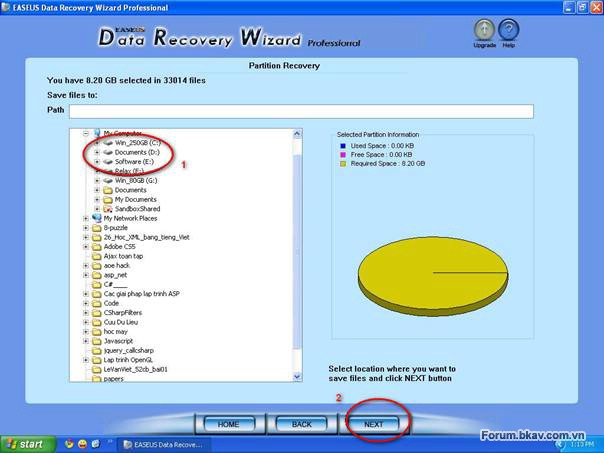 EASEUS Data Recovery Wizard Professional
EASEUS
Data Recovery Wizard Professional
Upgrade Help
Partition Recovery
You have 8.20 GB selected in 33014 files
Save files to:
Path
My Computer
Win_250GB (C:)
Documents (D:)
Software (E:)
1
Relax (F:)
Win_80GB (G:)
Documents
My Documents
SandboxShared
My Network Places
8-puzzle
26_Hoc_XML_bang_tieng_Viet
Adobe CS5
Ajax toan tap
aoe hack
asp_net
C#____
Cac giai phap lap trinh ASP
Code
CSharpFilters
Cuu Du Lieu
hoc may
Javascript
jquery_callcsharp
Lap trinh OpenGL
LeVanViet_52cb_bai01
papers
Selected Partition Information
Used Space : 0.00 KB
Free Space : 0.00 KB
Required Space : 8.20 GB
Select location where you want to
save files and click NEXT button
2
HOME BACK NEXT
start
EASEUS Data Recove...
Forum.bkav.com.vn
1:13 PM